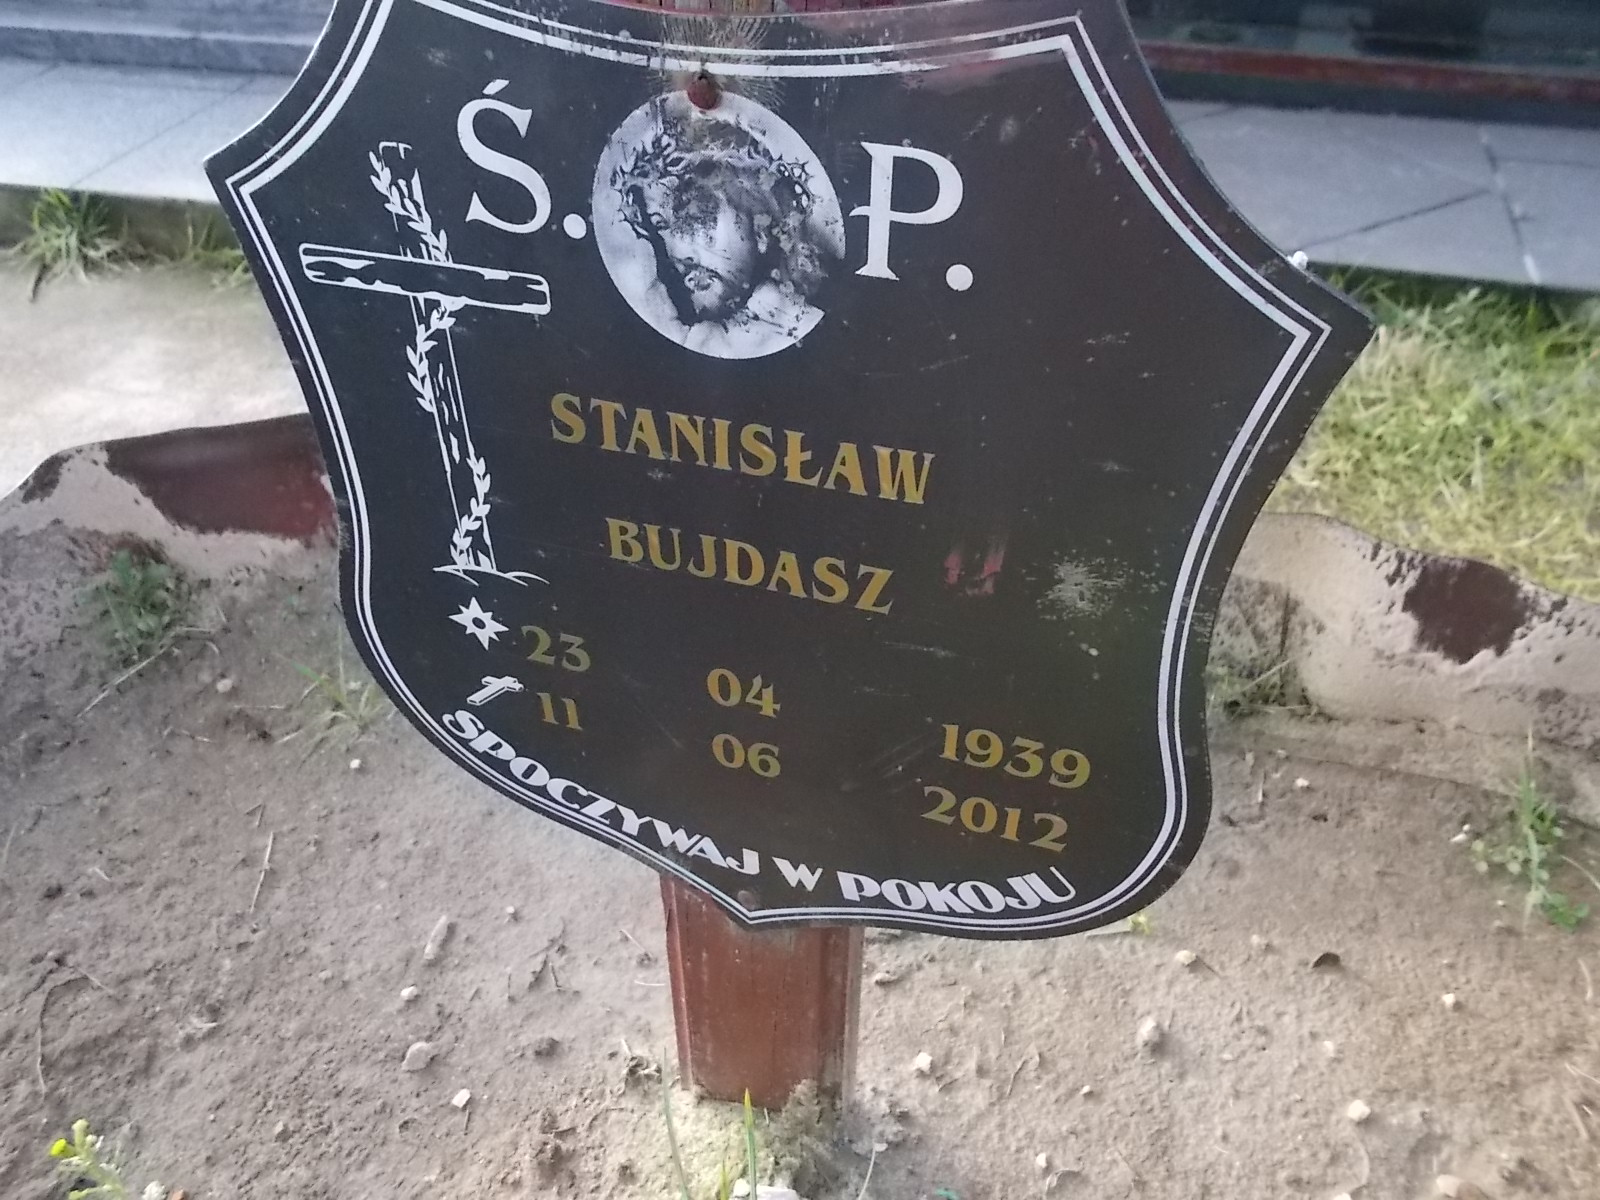 Ś. P.
STANISŁAW
BUJDASZ
23 04 1939
11 06 2012
SPOCZYWAJ W POKOJU